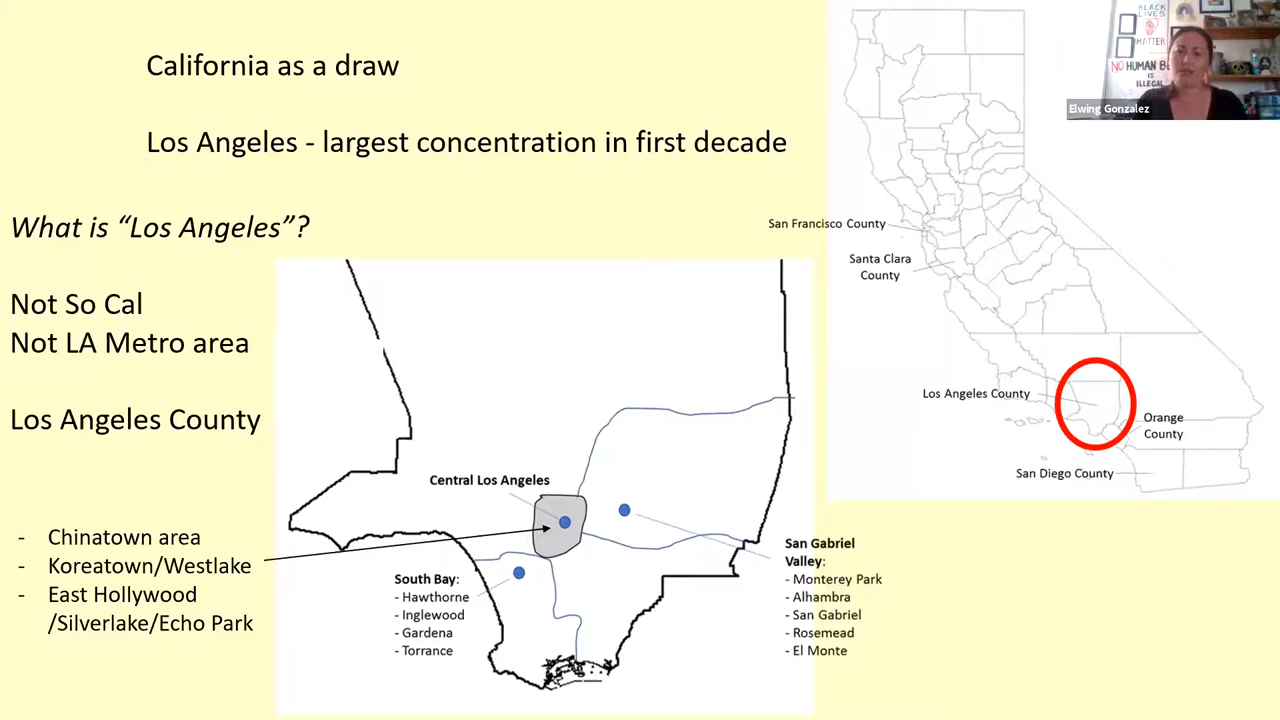 California as a draw
Los Angeles - largest concentration in first decade
What is “Los Angeles”?
Not So Cal
Not LA Metro area
Los Angeles County
- Chinatown area
- Koreatown/Westlake
- East Hollywood
/Silverlake/Echo Park
Central Los Angeles
South Bay:
- Hawthorne
- Inglewood
- Gardena
- Torrance
San Gabriel
Valley:
- Monterey Park
- Alhambra
- San Gabriel
- Rosemead
- El Monte
San Francisco County
Santa Clara
County
Los Angeles County
Orange
County
San Diego County
BLACK
LIVES
MATTER
NO HUMAN BE
IS
ILLEGAL
Elwing Gonzalez